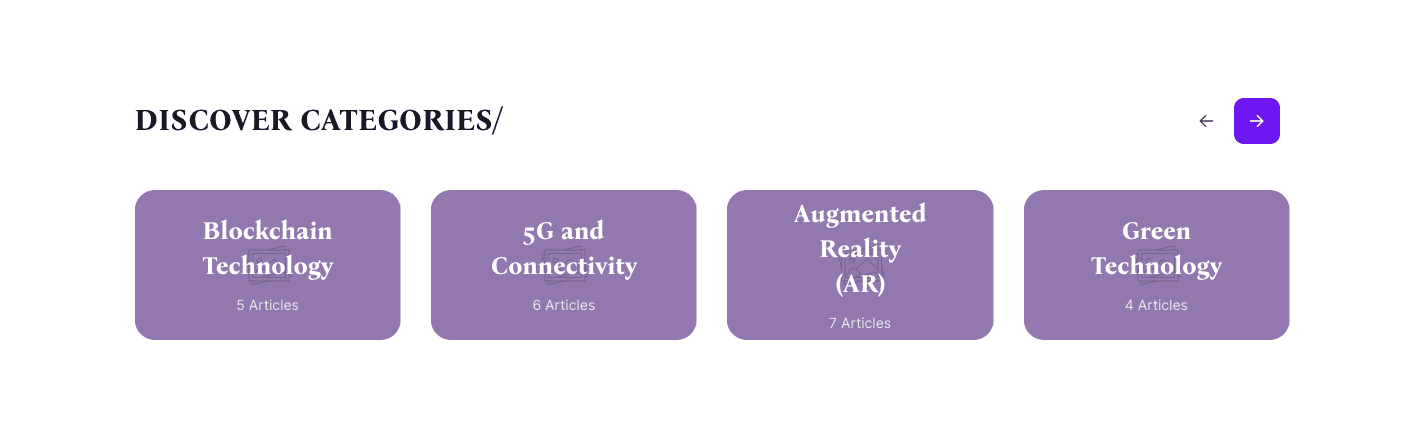 DISCOVER CATEGORIES/
Blockchain
Technology
5 Articles
5G and
Connectivity
6 Articles
Augmented
Reality
(AR)
7 Articles
Green
Technology
4 Articles